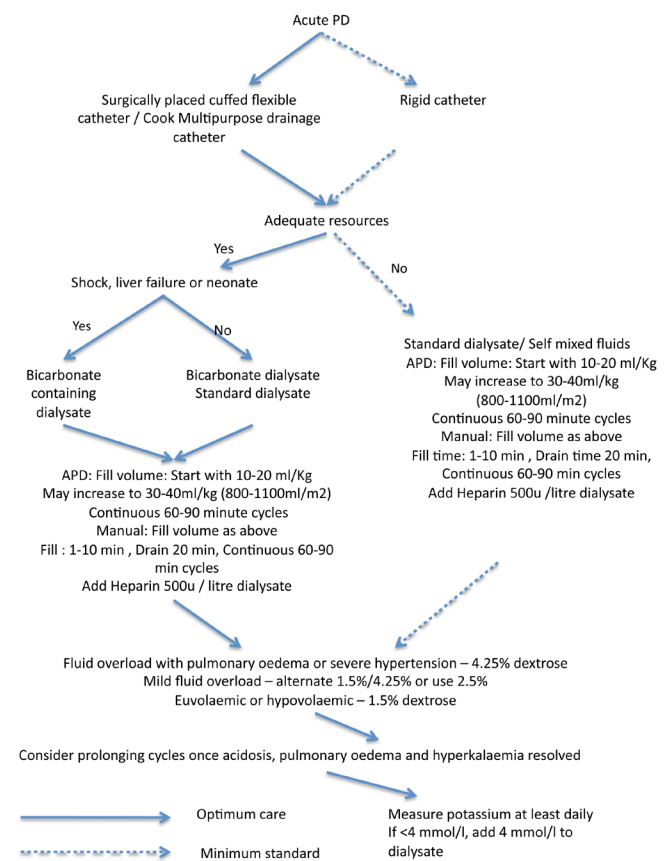 Acute PD
Surgically placed cuffed flexible
catheter / Cook Multipurpose drainage
catheter
Rigid catheter
Adequate resources
Yes
No
Shock, liver failure or neonate
Yes
No
Bicarbonate
containing
dialysate
Bicarbonate dialysate
Standard dialysate
Standard dialysate/ Self mixed fluids
APD: Fill volume: Start with 10-20 ml/Kg
May increase to 30-40ml/kg
(800-1100ml/m2)
Continuous 60-90 minute cycles
Manual: Fill volume as above
Fill time: 1-10 min , Drain time 20 min,
Continuous 60-90 min cycles
Add Heparin 500u /litre dialysate
APD: Fill volume: Start with 10-20 ml/Kg
May increase to 30-40ml/kg (800-1100ml/m2)
Continuous 60-90 minute cycles
Manual: Fill volume as above
Fill : 1-10 min , Drain 20 min, Continuous 60-90
min cycles
Add Heparin 500u / litre dialysate
Fluid overload with pulmonary oedema or severe hypertension – 4.25% dextrose
Mild fluid overload – alternate 1.5%/4.25% or use 2.5%
Euvolaemic or hypovolaemic – 1.5% dextrose
Consider prolonging cycles once acidosis, pulmonary oedema and hyperkalaemia resolved
Optimum care
Minimum standard
Measure potassium at least daily
If <4 mmol/l, add 4 mmol/l to
dialysate